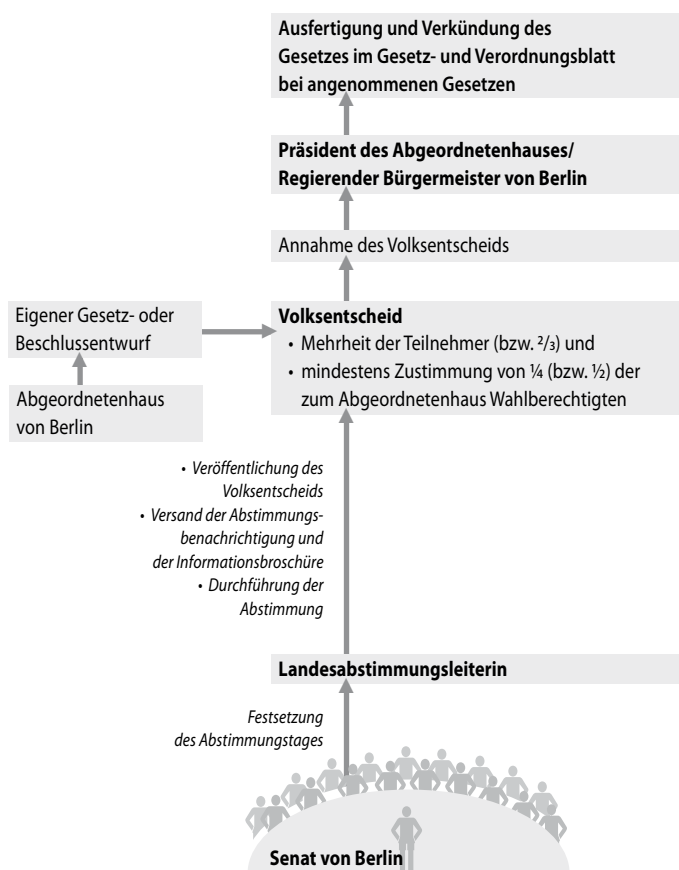 Ausfertigung und Verkündung des
Gesetzes im Gesetz- und Verordnungsblatt
bei angenommenen Gesetzen
Präsident des Abgeordnetenhauses/
Regierender Bürgermeister von Berlin
Annahme des Volksentscheids
Eigener Gesetz- oder
Beschlussentwurf
Volksentscheid
• Mehrheit der Teilnehmer (bzw. ²/₃) und
• mindestens Zustimmung von ¼ (bzw. ½) der
zum Abgeordnetenhaus Wahlberechtigten
Abgeordnetenhaus
von Berlin
• Veröffentlichung des
Volksentscheids
• Versand der Abstimmungs-
benachrichtigung und
der Informationsbroschüre
• Durchführung der
Abstimmung
Landesabstimmungsleiterin
Festsetzung
des Abstimmungstages
Senat von Berlin